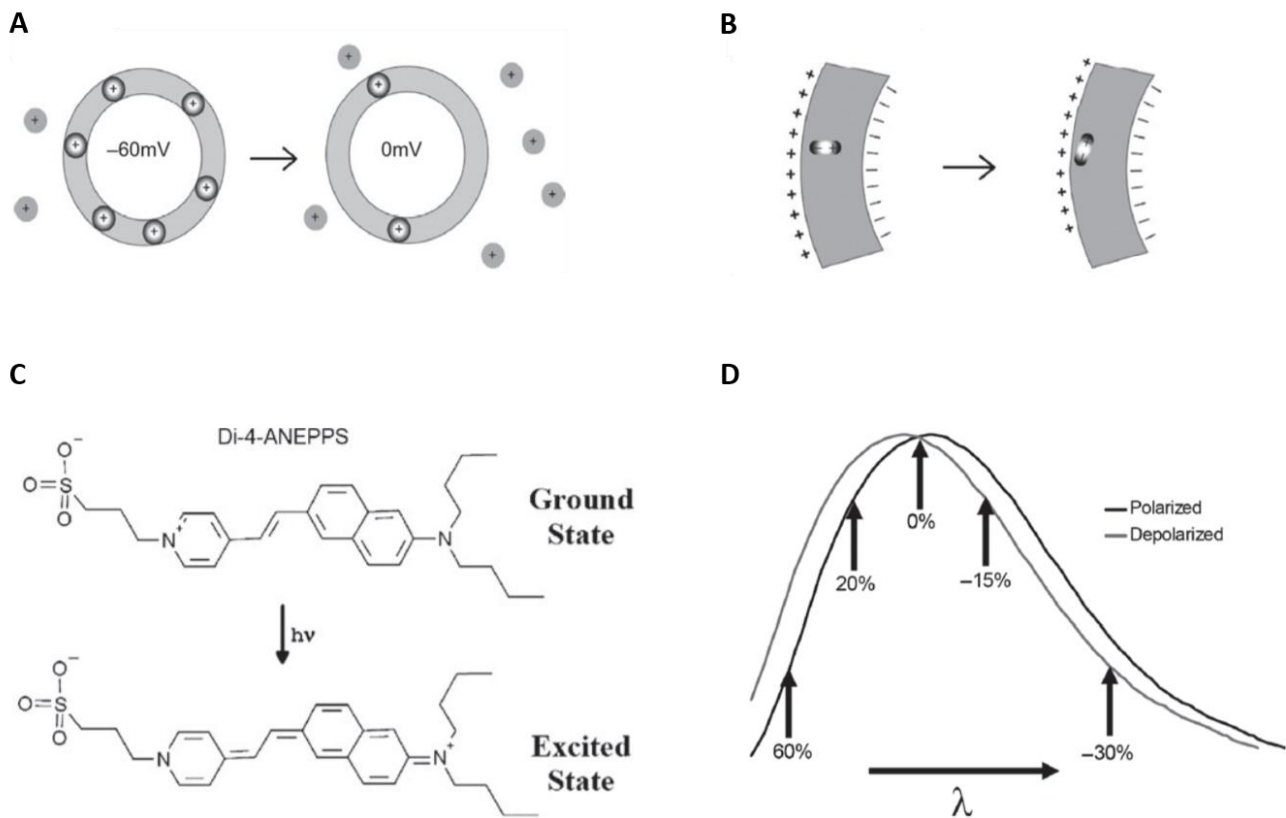 A
B
−60mV
0mV
C
D
Di-4-ANEPPS
O⁻
O
S
O
N⁺
N
Ground
State
hν
O⁻
O
S
O
N
N⁺
Excited
State
Polarized
Depolarized
0%
20%
−15%
60%
−30%
λ